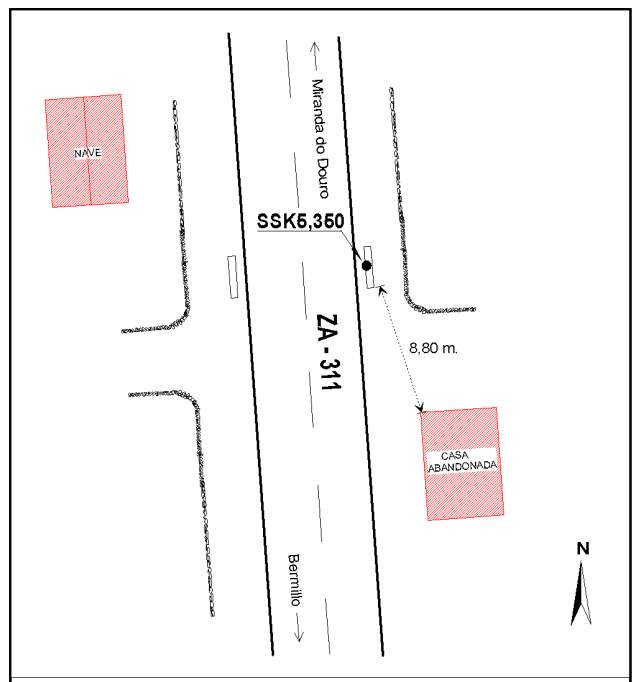 Miranda do Douro
NAVE
SSK5,350
ZA - 311
8,80 m.
CASA
ABANDONADA
Bermillo
N